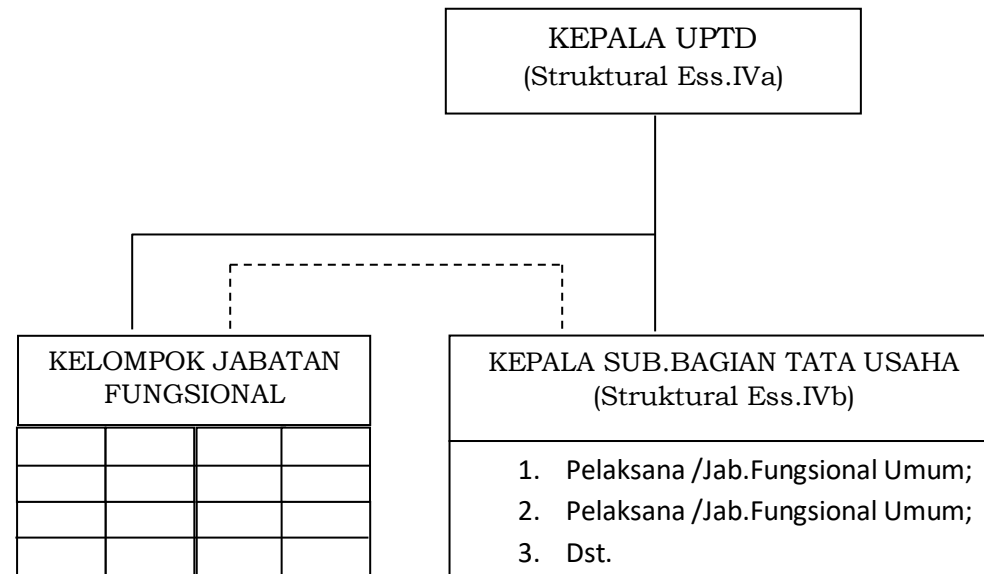 KEPALA UPTD
(Struktural Ess.IVa)
KELOMPOK JABATAN
FUNGSIONAL
KEPALA SUB.BAGIAN TATA USAHA
(Struktural Ess.IVb)
1. Pelaksana /Jab.Fungsional Umum;
2. Pelaksana /Jab.Fungsional Umum;
3. Dst.